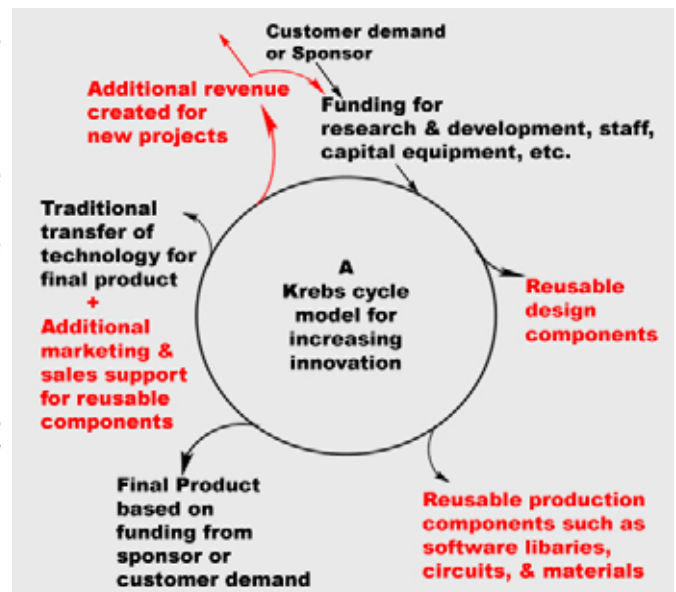 Customer demand
or Sponsor
Additional revenue
created for
new projects
Funding for
research & development, staff,
capital equipment, etc.
Traditional
transfer of
technology for
final product
+
Additional
marketing &
sales support
for reusable
components
A
Krebs cycle
model for
increasing
innovation
Reusable
design
components
Final Product
based on
funding from
sponsor or
customer demand
Reusable production
components such as
software libaries,
circuits, & materials